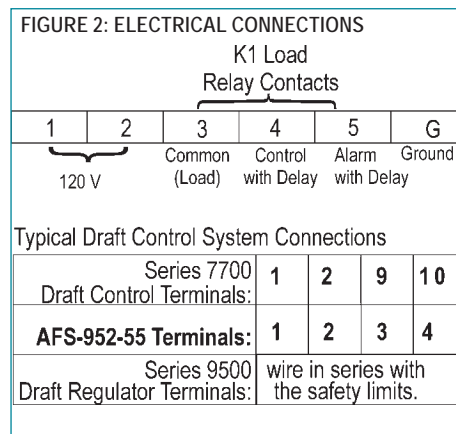 FIGURE 2: ELECTRICAL CONNECTIONS
K1 Load
Relay Contacts
1 2 3 4 5 G
120 V
Common Control Alarm Ground
(Load) with Delay with Delay
Typical Draft Control System Connections
Series 7700 1 2 9 10
Draft Control Terminals:
AFS-952-55 Terminals: 1 2 3 4
Series 9500 wire in series with
Draft Regulator Terminals: the safety limits.